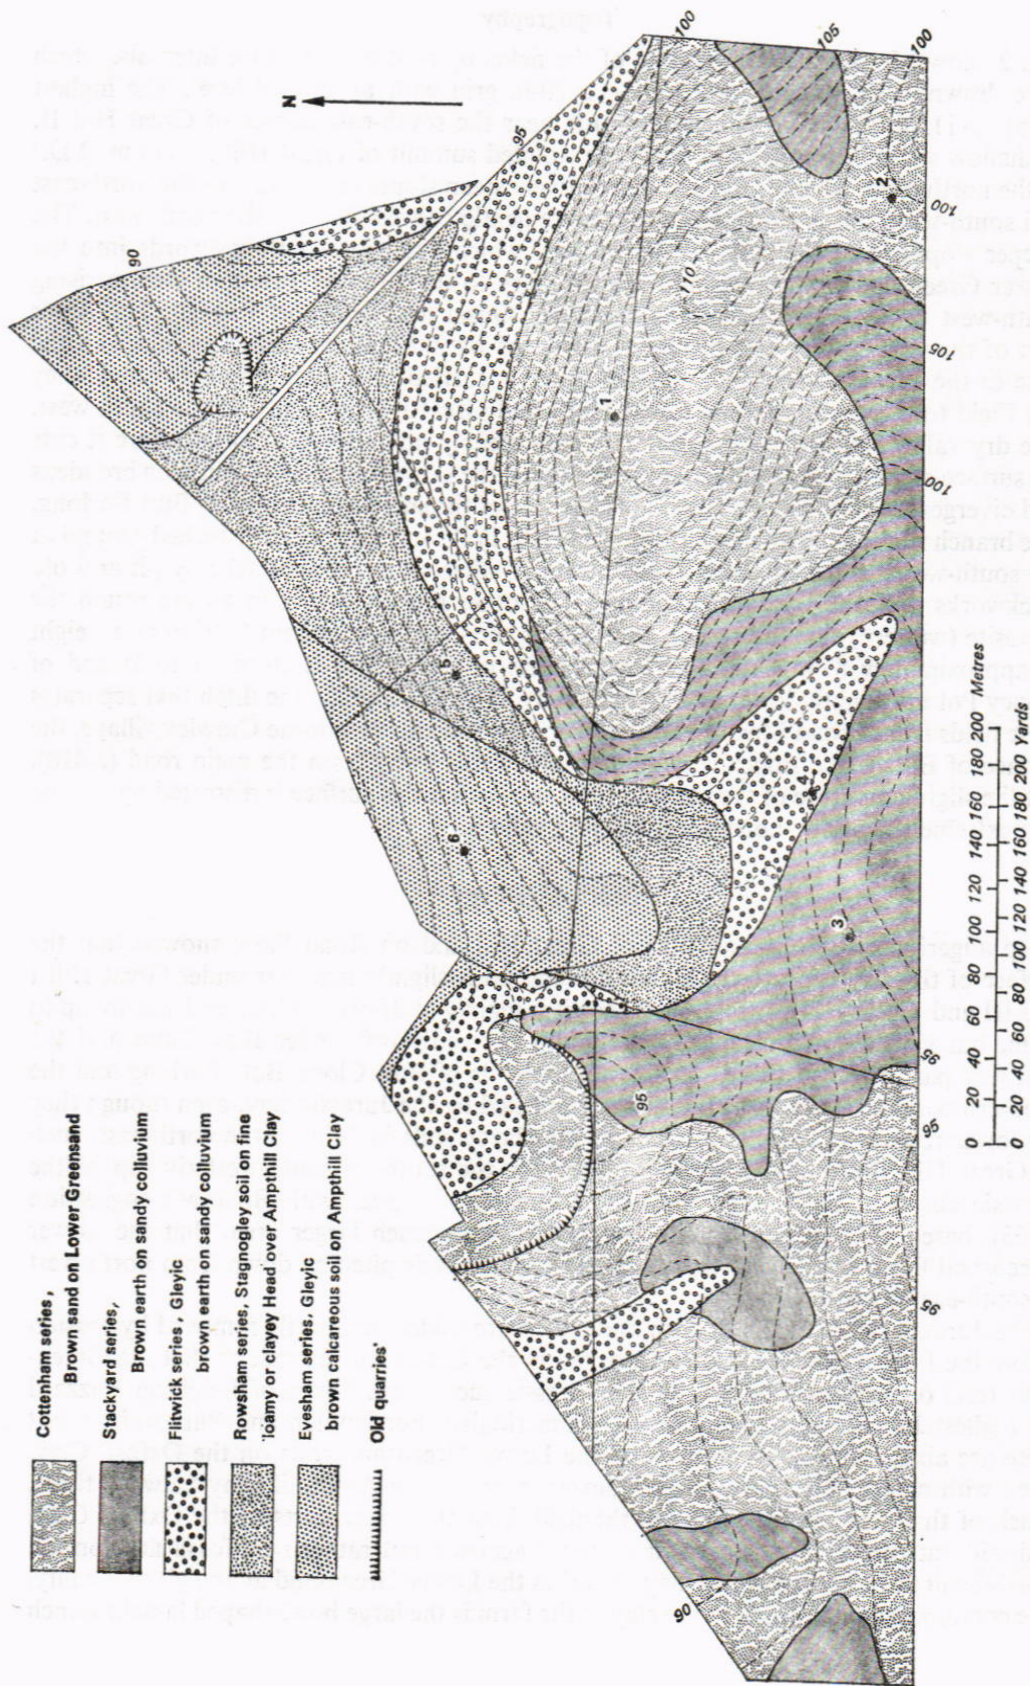 Cottenham series,
Brown sand on Lower Greensand
Stackyard series,
Brown earth on sandy colluvium
Flitwick series, Gleyic
brown earth on sandy colluvium
Rowsham series, Stagnogley soil on fine
'loamy or clayey Head over Ampthill Clay
Evesham series, Gleyic
brown calcareous soil on Ampthill Clay
Old quarries'
N
90
95
100
105
100
110
100
105
100
95
95
95
95
90
1
2
3
4
5
6
0 20 40 60 80 100 120 140 160 180 200 Metres
0 20 40 60 80 100 120 140 160 180 200 Yards